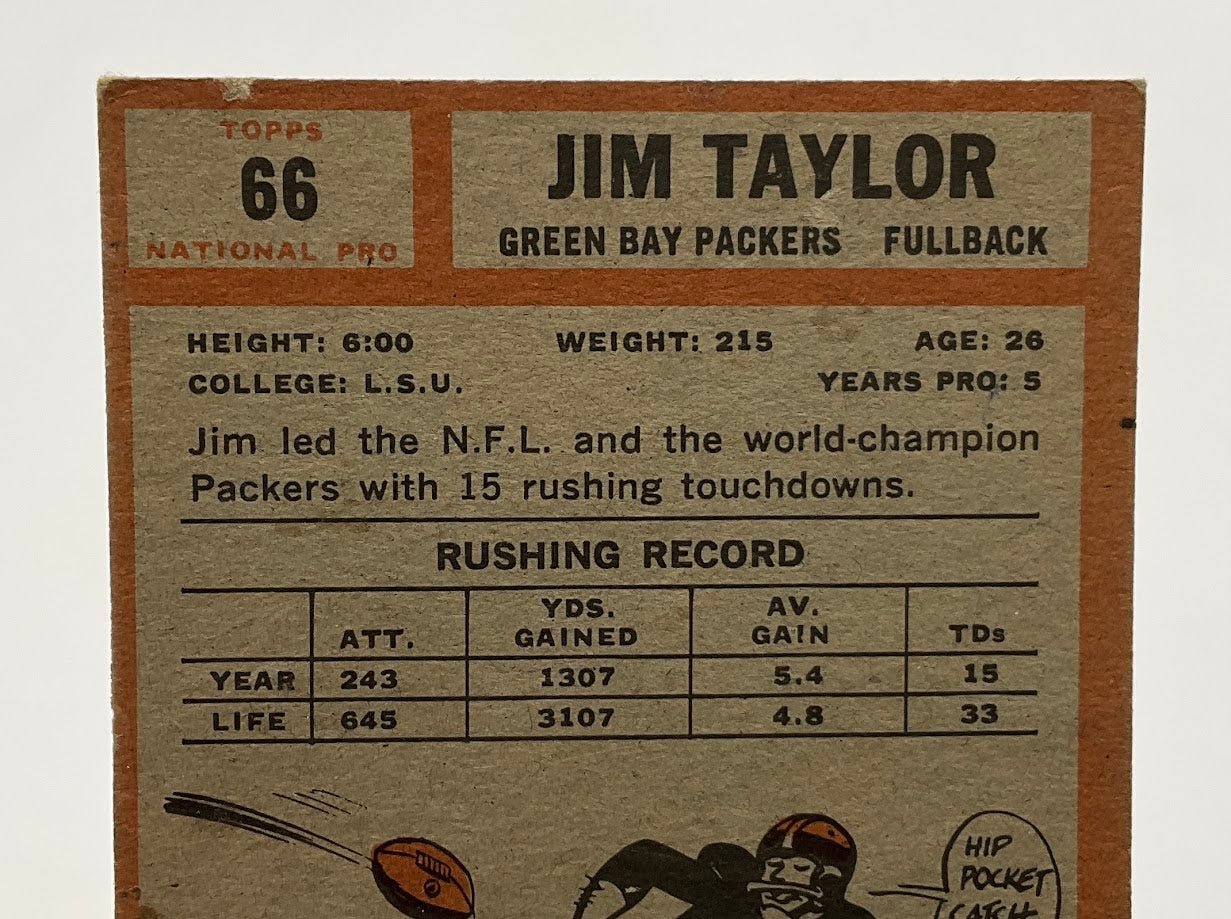 TOPPS
66
NATIONAL PRO
JIM TAYLOR
GREEN BAY PACKERS FULLBACK
HEIGHT: 6:00 WEIGHT: 215 AGE: 26
COLLEGE: L.S.U. YEARS PRO: 5
Jim led the N.F.L. and the world-champion
Packers with 15 rushing touchdowns.
RUSHING RECORD
ATT. YDS. GAINED AV. GAIN TDs
YEAR 243 1307 5.4 15
LIFE 645 3107 4.8 33
HIP
POCKET
CATCH